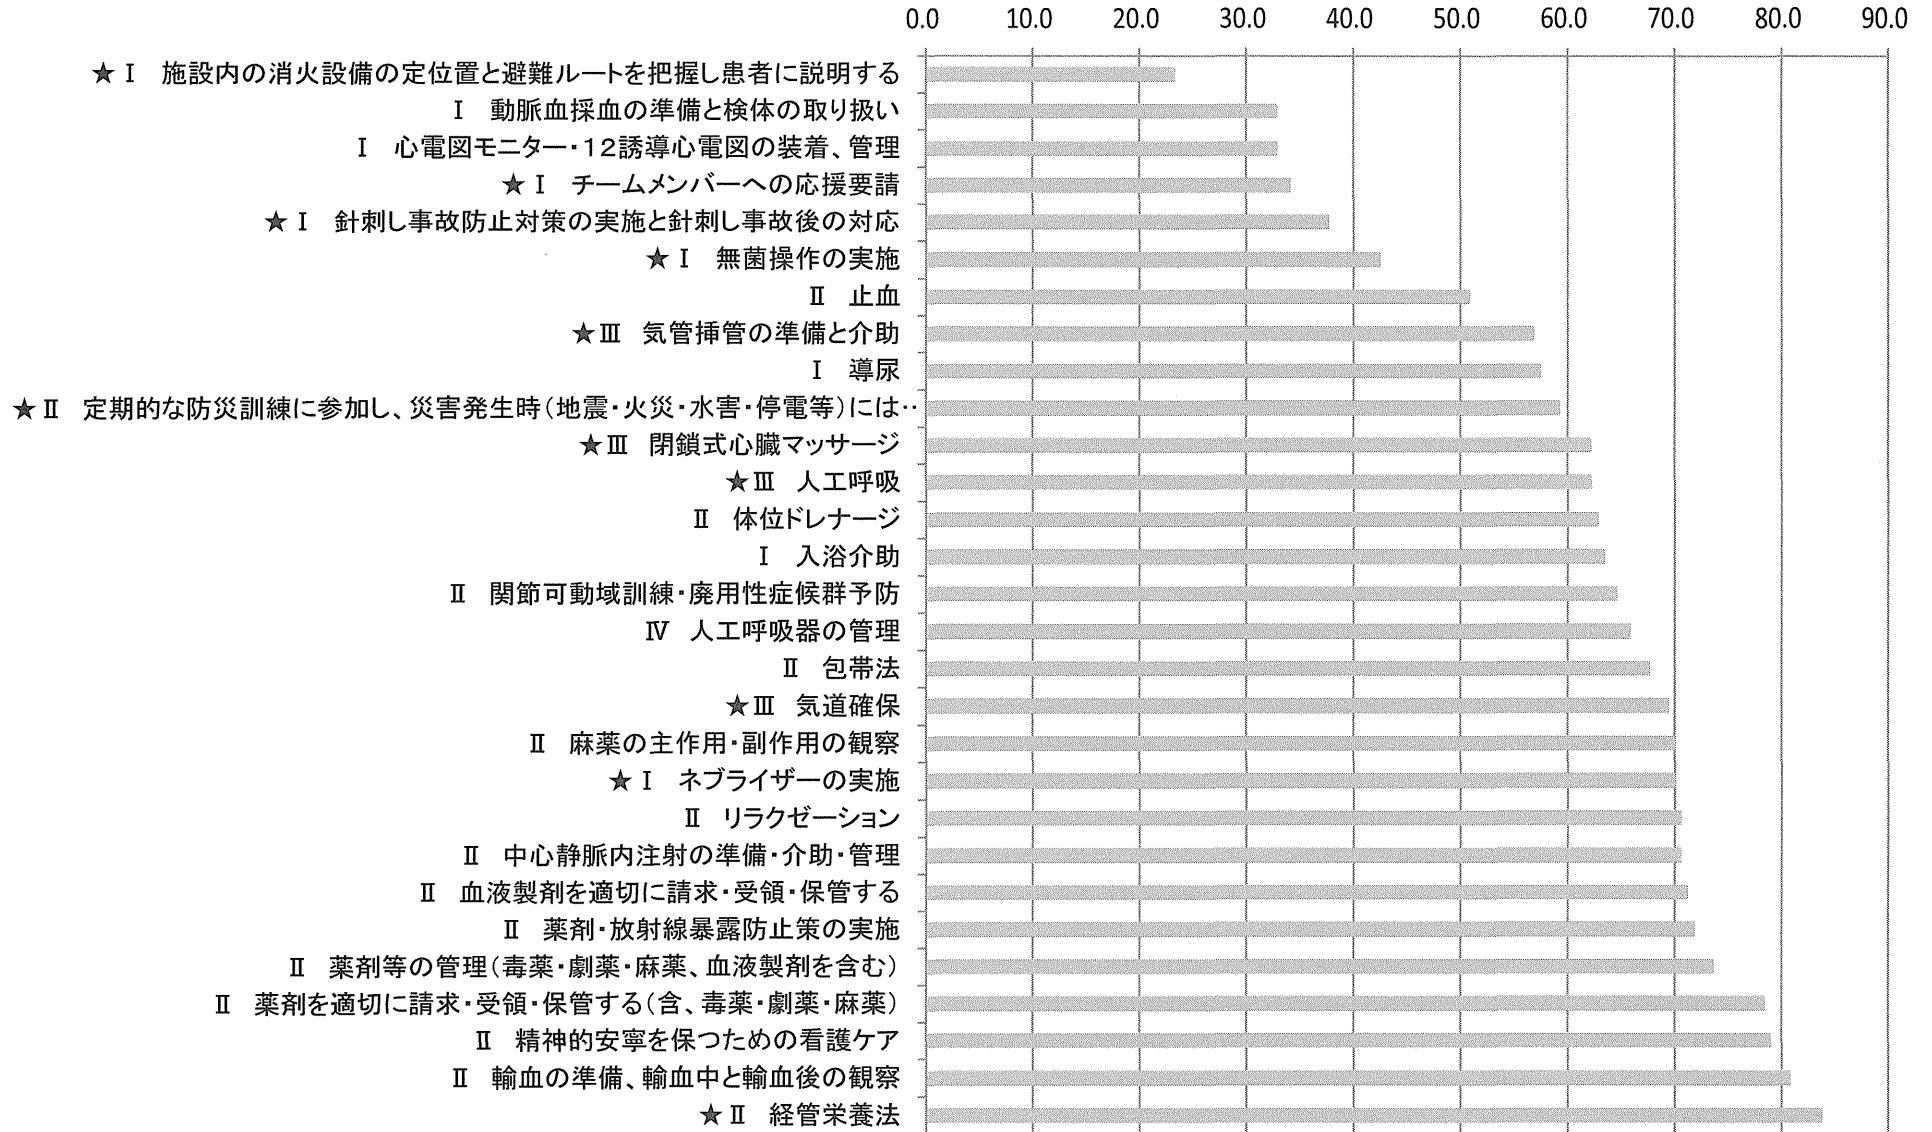 0.0 10.0 20.0 30.0 40.0 50.0 60.0 70.0 80.0 90.0
★Ⅰ 施設内の消火設備の定位置と避難ルートを把握し患者に説明する
Ⅰ 動脈血採血の準備と検体の取り扱い
Ⅰ 心電図モニター・12誘導心電図の装着、管理
★Ⅰ チームメンバーへの応援要請
★Ⅰ 針刺し事故防止対策の実施と針刺し事故後の対応
★Ⅰ 無菌操作の実施
Ⅱ 止血
★Ⅲ 気管挿管の準備と介助
Ⅰ 導尿
★Ⅱ 定期的な防災訓練に参加し、災害発生時(地震・火災・水害・停電等)には‥
★Ⅲ 閉鎖式心臓マッサージ
★Ⅲ 人工呼吸
Ⅱ 体位ドレナージ
Ⅰ 入浴介助
Ⅱ 関節可動域訓練・廃用性症候群予防
Ⅳ 人工呼吸器の管理
Ⅱ 包帯法
★Ⅲ 気道確保
Ⅱ 麻薬の主作用・副作用の観察
★Ⅰ ネブライザーの実施
Ⅱ リラクゼーション
Ⅱ 中心静脈内注射の準備・介助・管理
Ⅱ 血液製剤を適切に請求・受領・保管する
Ⅱ 薬剤・放射線暴露防止策の実施
Ⅱ 薬剤等の管理(毒薬・劇薬・麻薬、血液製剤を含む)
Ⅱ 薬剤を適切に請求・受領・保管する(含、毒薬・劇薬・麻薬)
Ⅱ 精神的安寧を保つための看護ケア
Ⅱ 輸血の準備、輸血中と輸血後の観察
★Ⅱ 経管栄養法